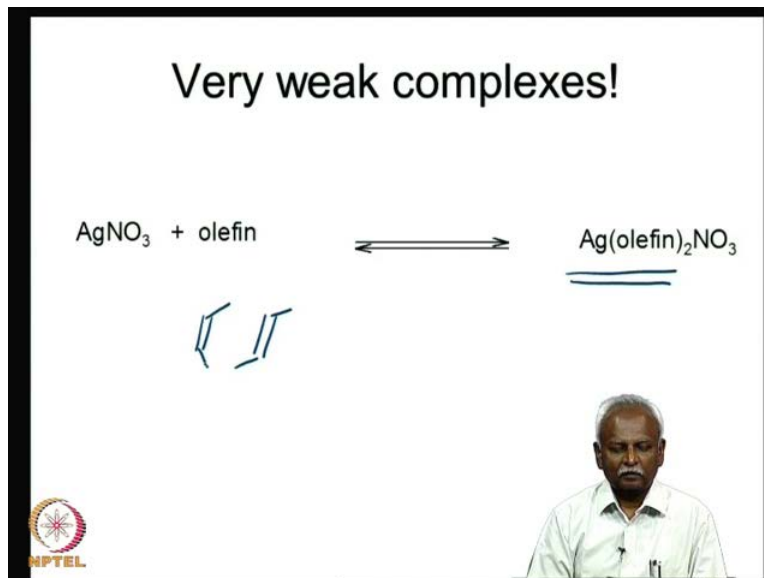 Very weak complexes!
AgNO₃ + olefin ⇌ Ag(olefin)₂NO₃
NPTEL